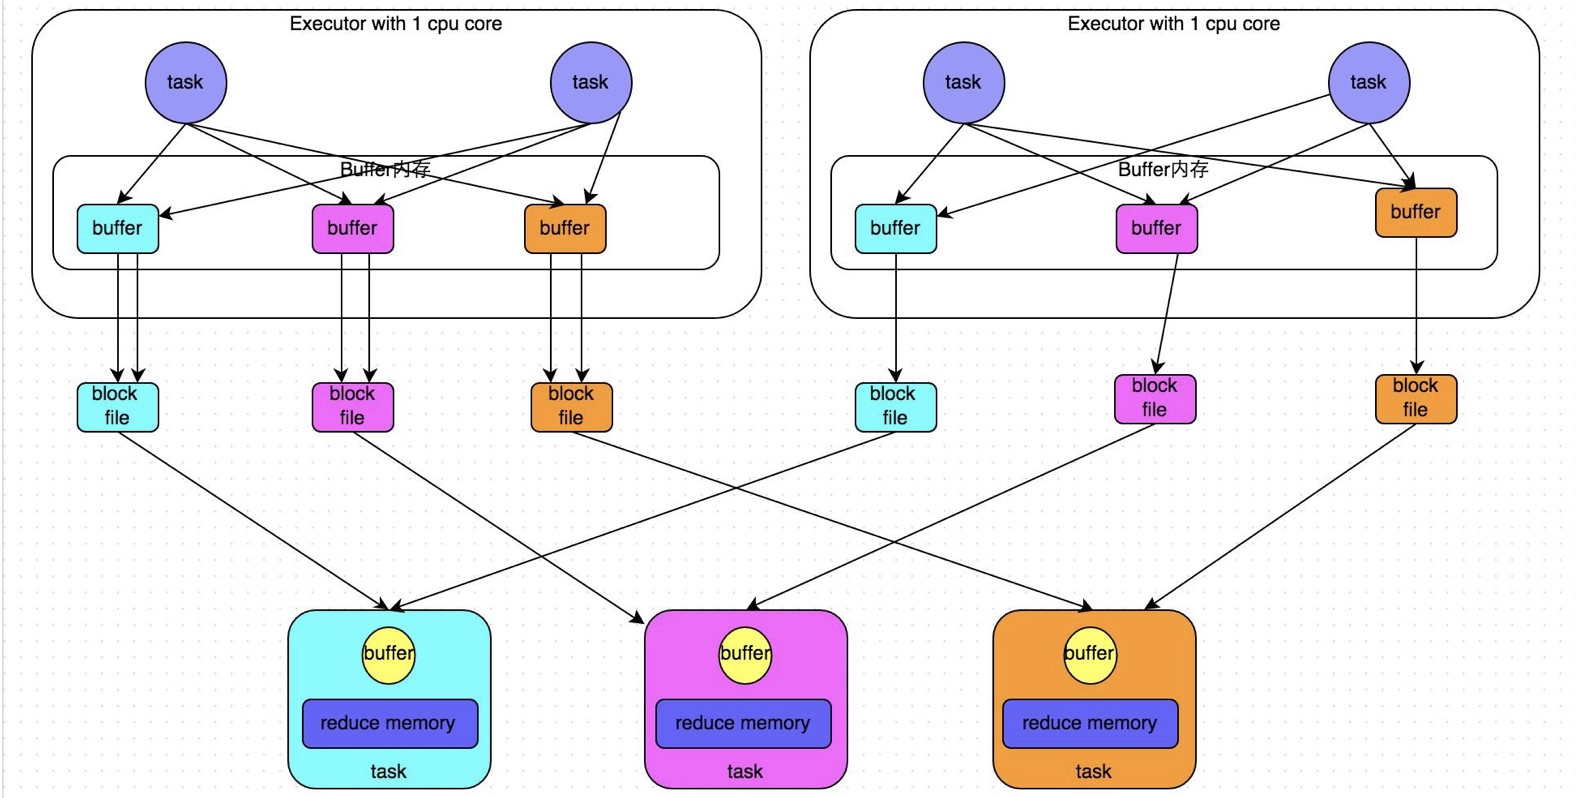 Executor with 1 cpu core
Executor with 1 cpu core
task
task
task
task
Buffer内存
Buffer内存
buffer
buffer
buffer
buffer
buffer
buffer
block
file
block
file
block
file
block
file
block
file
block
file
buffer
buffer
buffer
reduce memory
reduce memory
reduce memory
task
task
task